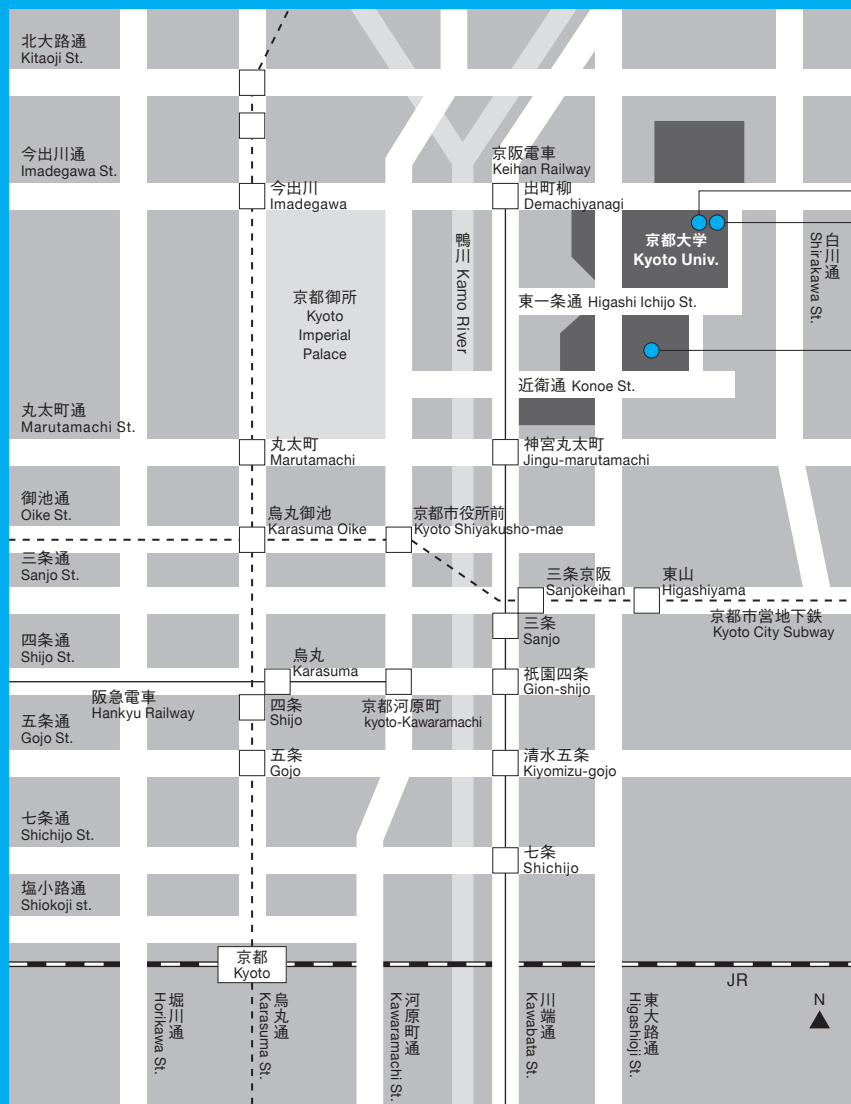 北大路通
Kitaoji St.
今出川通
Imadegawa St.
京阪電車
Keihan Railway
今出川
Imadegawa
出町柳
Demachiyanagi
京都大学
Kyoto Univ.
白川通
Shirakawa St.
鴨川 Kamo River
京都御所
Kyoto
Imperial
Palace
東一条通 Higashi Ichijo St.
近衛通 Konoe St.
丸太町通
Marutamachi St.
丸太町
Marutamachi
神宮丸太町
Jingu-marutamachi
御池通
Oike St.
烏丸御池
Karasuma Oike
京都市役所前
Kyoto Shiyakusho-mae
三条通
Sanjo St.
三条京阪
Sanjokeihan
東山
Higashiyama
京都市営地下鉄
Kyoto City Subway
三条
Sanjo
四条通
Shijo St.
烏丸
Karasuma
祇園四条
Gion-shijo
阪急電車
Hankyu Railway
四条
Shijo
京都河原町
kyoto-Kawaramachi
五条通
Gojo St.
五条
Gojo
清水五条
Kiyomizu-gojo
七条通
Shichijo St.
七条
Shichijo
塩小路通
Shiokoji st.
京都
Kyoto
JR
堀川通
Horikawa St.
烏丸通
Karasuma St.
河原町通
Kawaramachi St.
川端通
Kawabata St.
東大路通
Higashioji St.
N